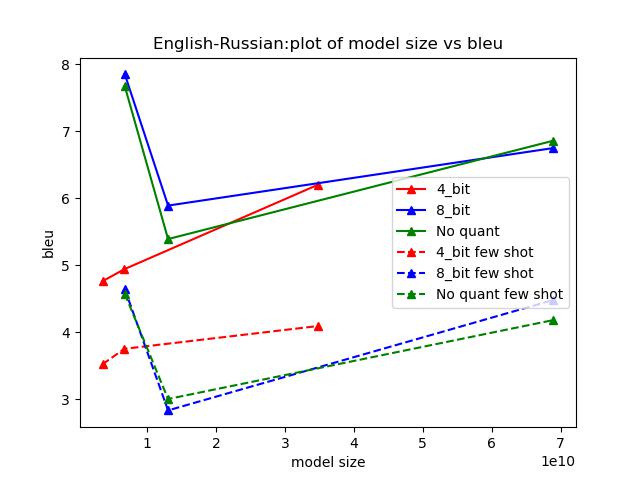 English-Russian:plot of model size vs bleu
8
7
6
5
4
3
bleu
4_bit
8_bit
No quant
4_bit few shot
8_bit few shot
No quant few shot
1 2 3 4 5 6 7
1e10
model size